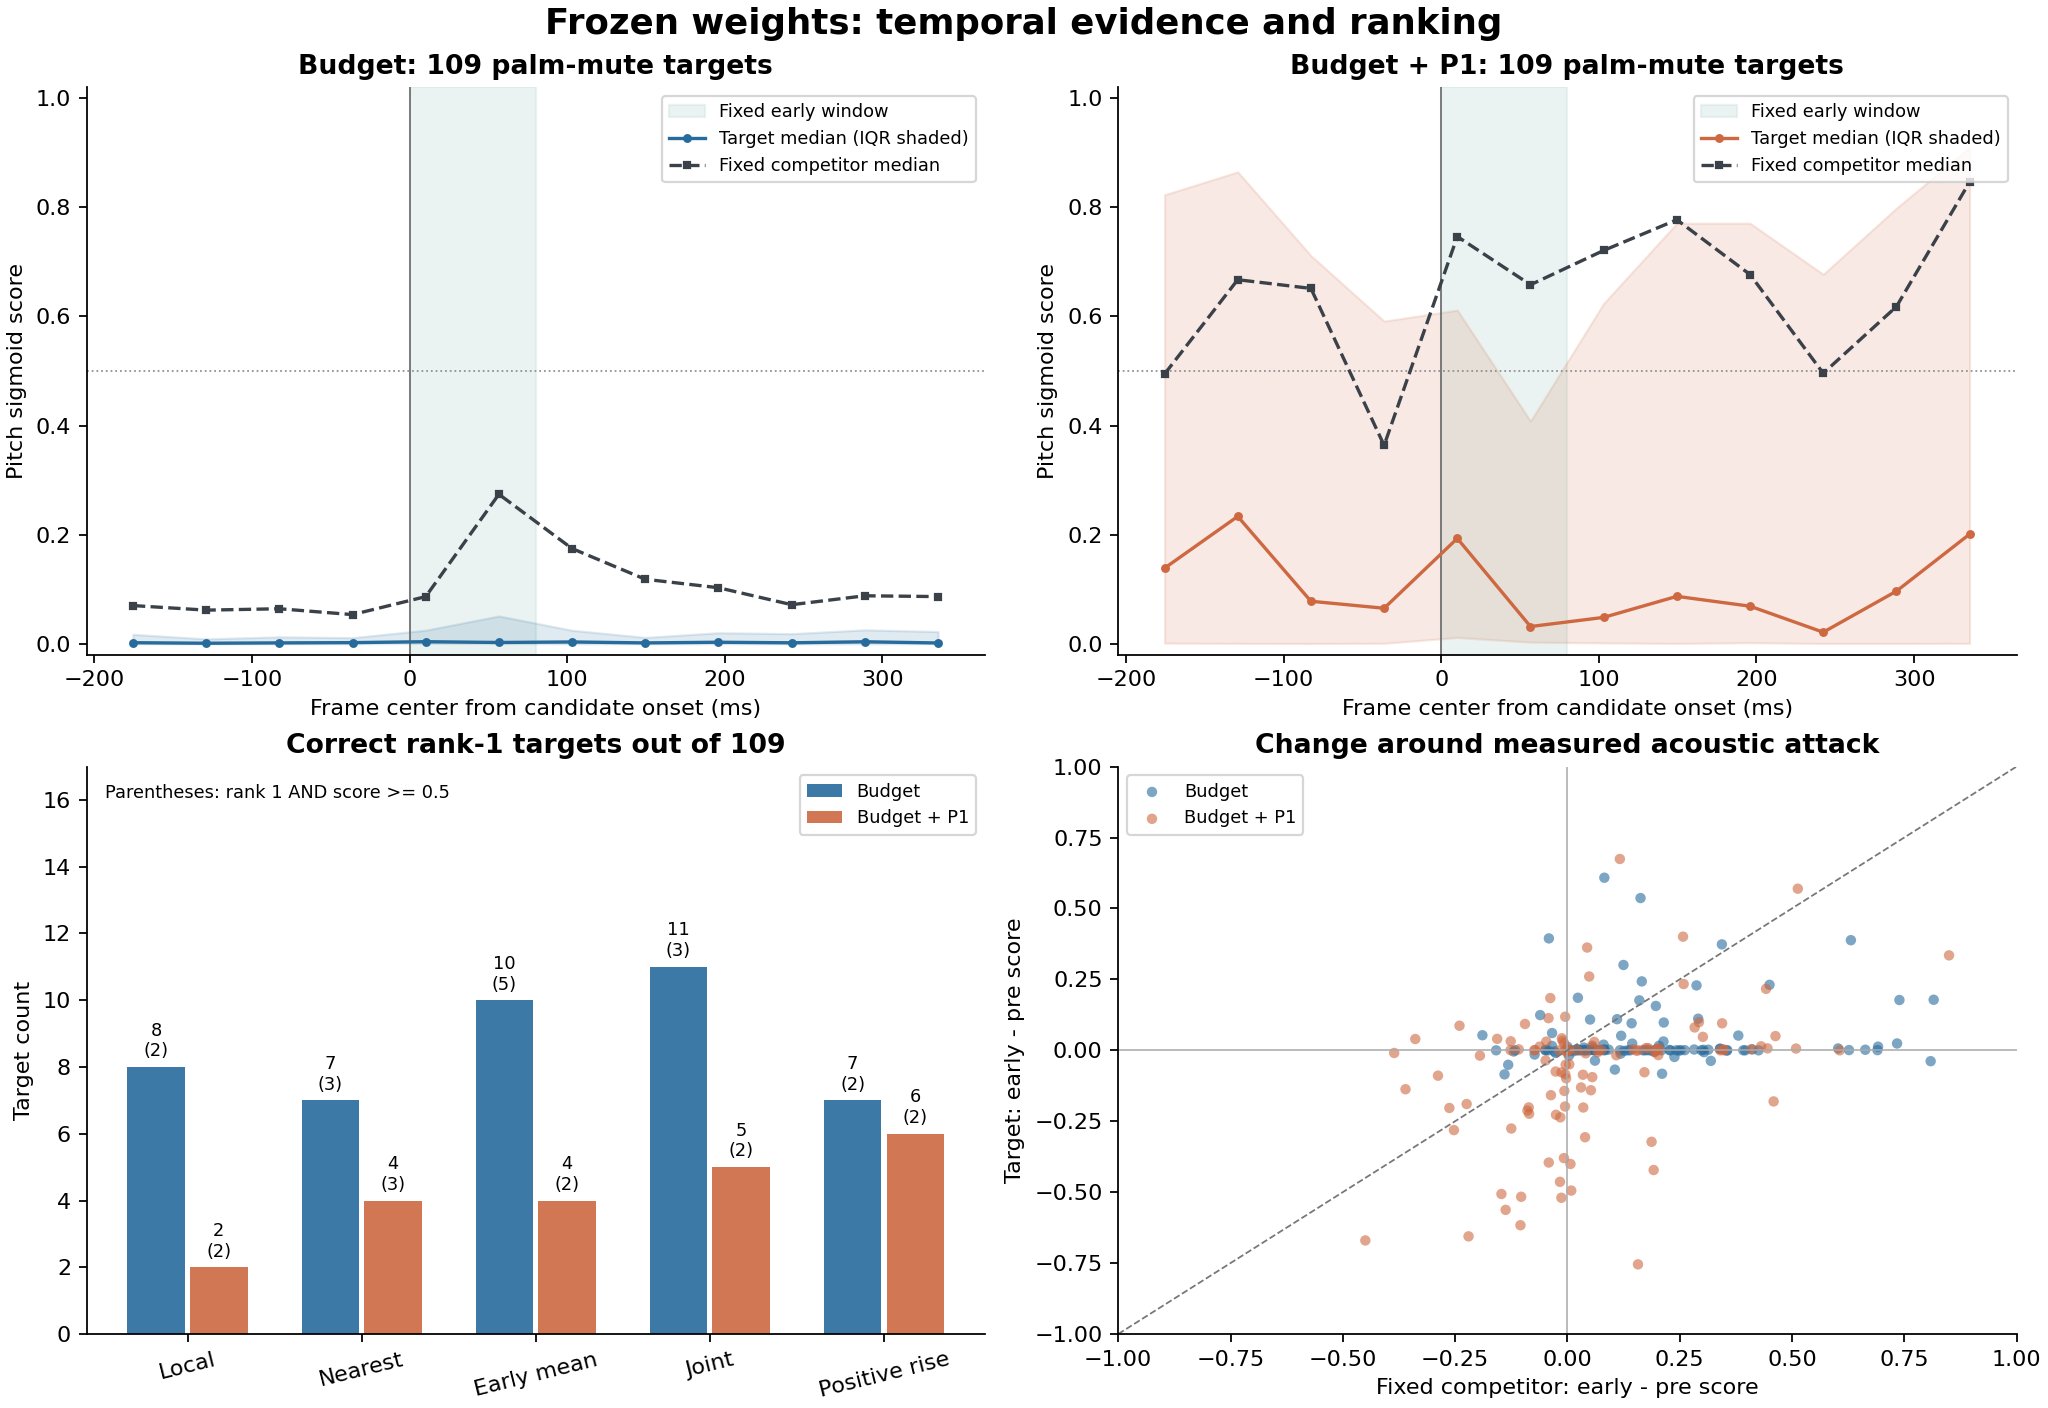 Frozen weights: temporal evidence and ranking
Budget: 109 palm-mute targets
1.0
0.8
0.6
0.4
0.2
0.0
Pitch sigmoid score
Fixed early window
Target median (IQR shaded)
Fixed competitor median
−200
−100
0
100
200
300
Frame center from candidate onset (ms)
Budget + P1: 109 palm-mute targets
1.0
0.8
0.6
0.4
0.2
0.0
Pitch sigmoid score
Fixed early window
Target median (IQR shaded)
Fixed competitor median
−200
−100
0
100
200
300
Frame center from candidate onset (ms)
Correct rank-1 targets out of 109
Parentheses: rank 1 AND score >= 0.5
Budget
Budget + P1
16
14
12
10
8
6
4
2
0
Target count
8
(2)
2
(2)
7
(3)
4
(3)
10
(5)
4
(2)
11
(3)
5
(2)
7
(2)
6
(2)
Local
Nearest
Early mean
Joint
Positive rise
Change around measured acoustic attack
Budget
Budget + P1
1.00
0.75
0.50
0.25
0.00
−0.25
−0.50
−0.75
−1.00
Target: early - pre score
−1.00
−0.75
−0.50
−0.25
0.00
0.25
0.50
0.75
1.00
Fixed competitor: early - pre score